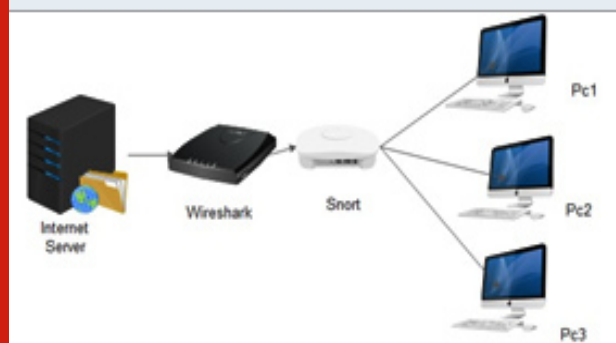 Internet
Server
Wireshark
Snort
Pc1
Pc2
Pc3